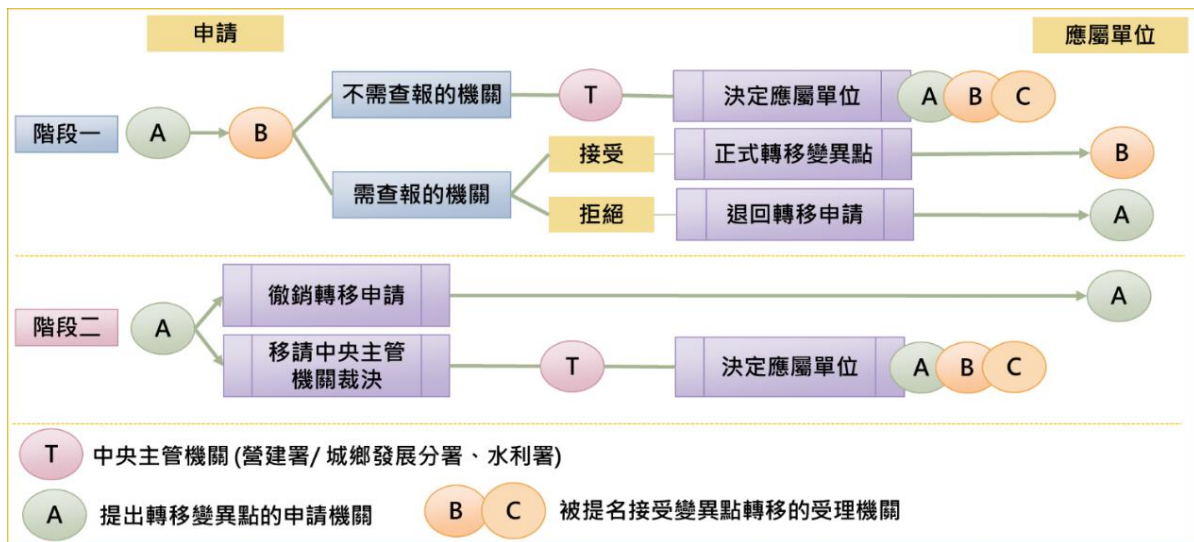 申請
應屬單位
不需查報的機關
T
決定應屬單位
A B C
階段一
A
B
接受
正式轉移變異點
B
需查報的機關
拒絕
退回轉移申請
A
徹銷轉移申請
A
階段二
A
移請中央主管
機關裁決
T
決定應屬單位
A B C
T 中央主管機關 (營建署/ 城鄉發展分署、水利署)
A 提出轉移變異點的申請機關
B C 被提名接受變異點轉移的受理機關